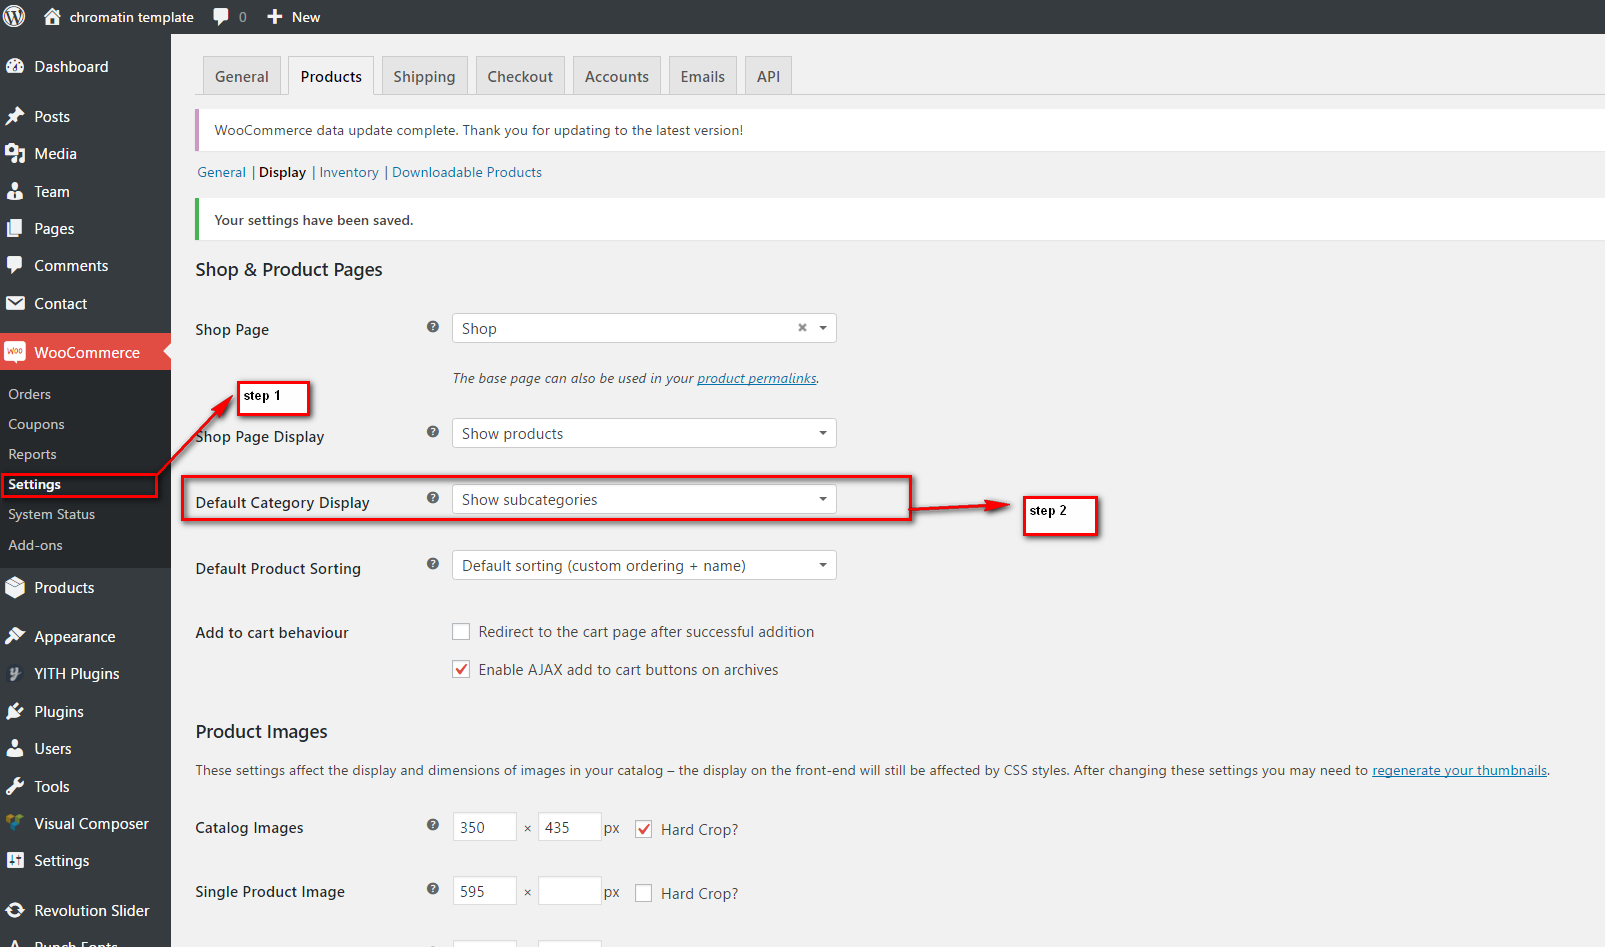 chromatin template 0 New
Dashboard
Posts
Media
Team
Pages
Comments
Contact
WOO WooCommerce
Orders
Coupons
Reports
Settings
System Status
Add-ons
Products
Appearance
YITH Plugins
Plugins
Users
Tools
Visual Composer
Settings
Revolution Slider
Punch Fonts
General Products Shipping Checkout Accounts Emails API
WooCommerce data update complete. Thank you for updating to the latest version!
General | Display | Inventory | Downloadable Products
Your settings have been saved.
Shop & Product Pages
Shop Page ? Shop × 
The base page can also be used in your product permalinks.
step 1
Shop Page Display ? Show products
Default Category Display ? Show subcategories
step 2
Default Product Sorting ? Default sorting (custom ordering + name)
Add to cart behaviour Redirect to the cart page after successful addition
Enable AJAX add to cart buttons on archives
Product Images
These settings affect the display and dimensions of images in your catalog – the display on the front-end will still be affected by CSS styles. After changing these settings you may need to regenerate your thumbnails.
Catalog Images ? 350 × 435 px Hard Crop?
Single Product Image ? 595 × px Hard Crop?